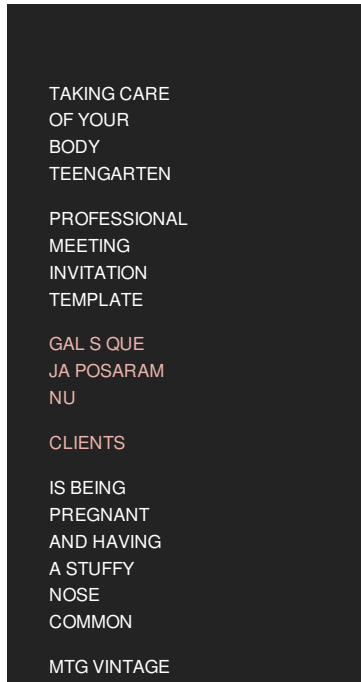 TAKING CARE
OF YOUR
BODY
TEENGARTEN
PROFESSIONAL
MEETING
INVITATION
TEMPLATE
GAL S QUE
JA POSARAM
NU
CLIENTS
IS BEING
PREGNANT
AND HAVING
A STUFFY
NOSE
COMMON
MTG VINTAGE